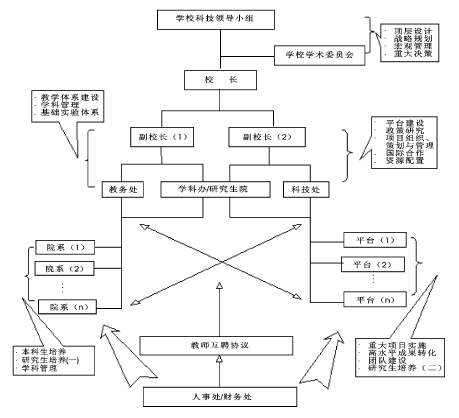 学校科技领导小组
· 顶层设计
· 战略规划
· 宏观管理
· 重大决策
学校学术委员会
校 长
· 教学体系建设
· 学科管理
· 基础实验体系
副校长（1）
副校长（2）
· 平台建设
· 政策研究
· 项目组织、
策划与管理
· 国际合作
· 资源配置
教务处
学科办/研究生院
科技处
院系（1）
院系（2）
⋮
院系（n）
平台（1）
平台（2）
⋮
平台（n）
· 本科生培养
· 研究生培养(一)
· 学科管理
教师互聘协议
· 重大项目实施
· 高水平成果转化
· 团队建设
· 研究生培养（二）
人事处/财务处